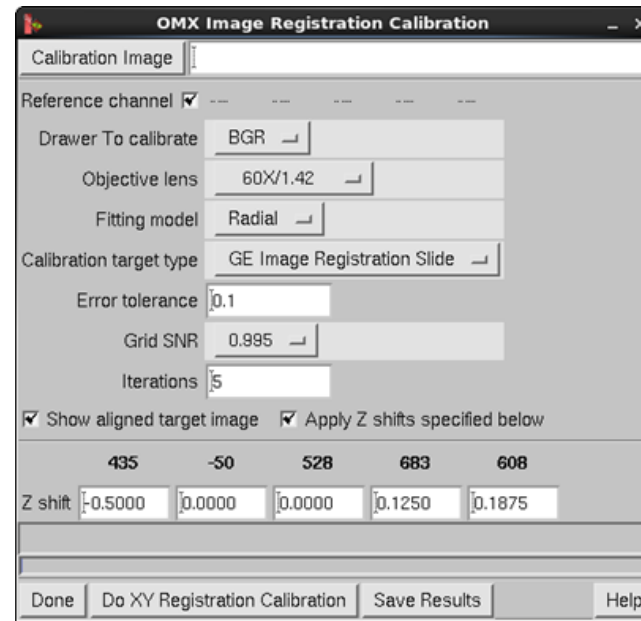 OMX Image Registration Calibration
Calibration Image
Reference channel --- --- --- --- ---
Drawer To calibrate BGR
Objective lens 60X/1.42
Fitting model Radial
Calibration target type GE Image Registration Slide
Error tolerance 0.1
Grid SNR 0.995
Iterations 5
Show aligned target image Apply Z shifts specified below
435 -50 528 683 608
Z shift -0.5000 0.0000 0.0000 0.1250 0.1875
Done Do XY Registration Calibration Save Results Help